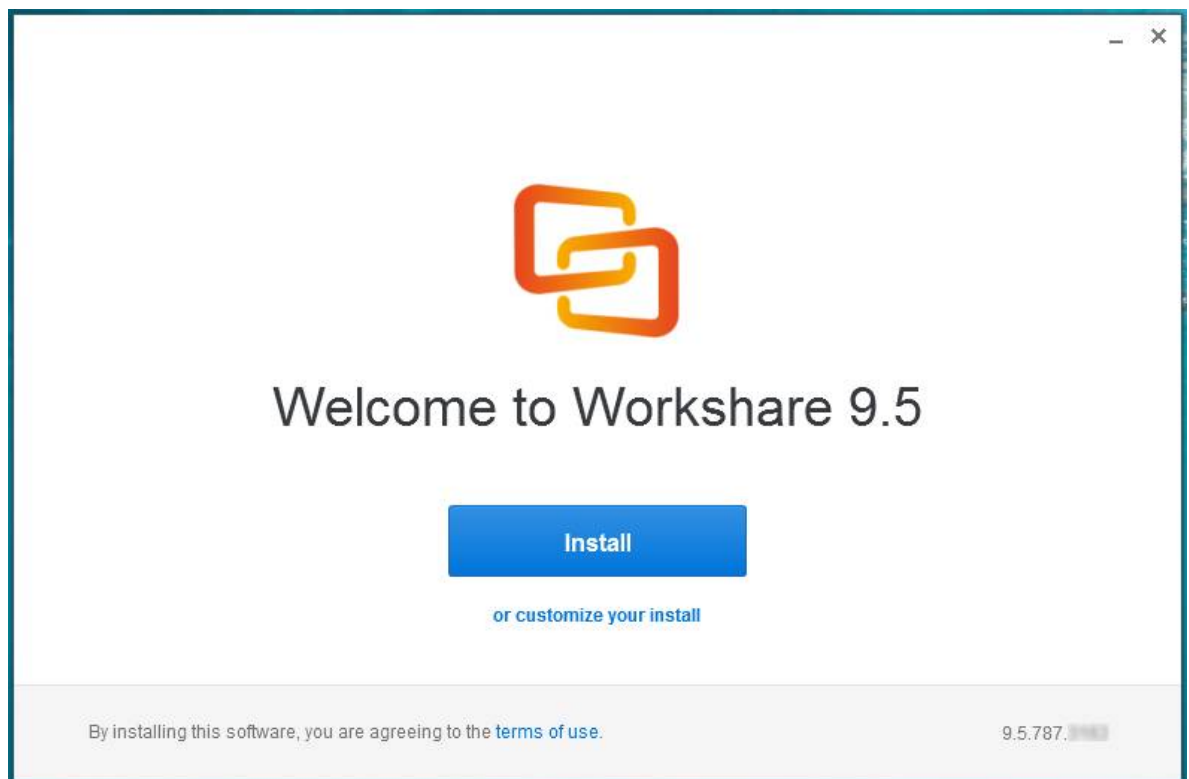 Welcome to Workshare 9.5
Install
or customize your install
By installing this software, you are agreeing to the terms of use.
9.5.787.